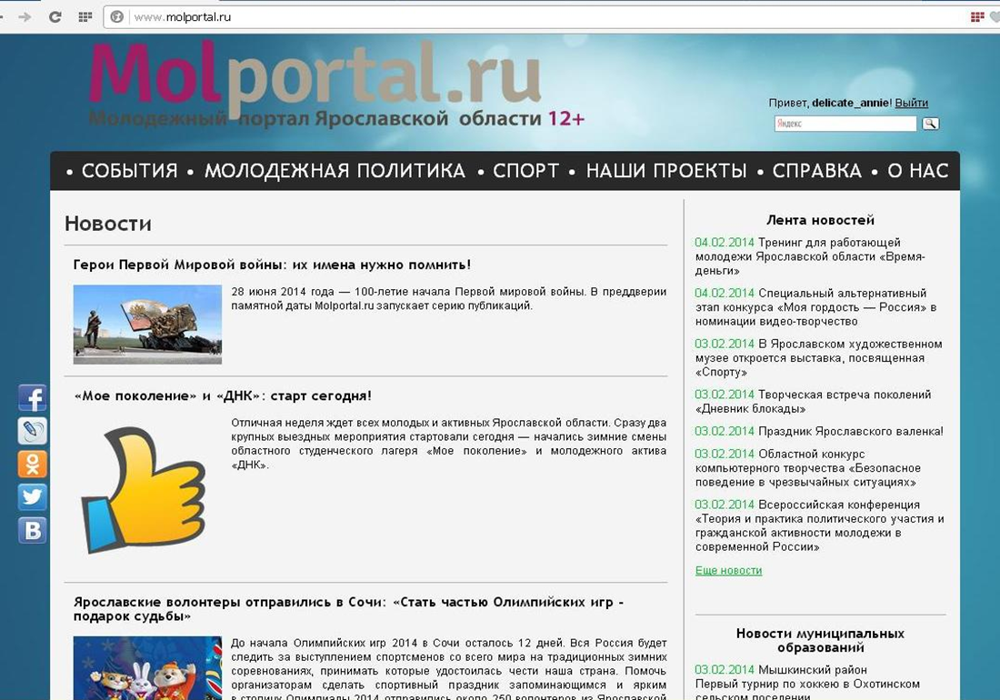 www.molportal.ru
Molportal.ru
Молодежный портал Ярославской области 12+
Привет, delicate_annie! Выйти
Яндекс
• СОБЫТИЯ • МОЛОДЕЖНАЯ ПОЛИТИКА • СПОРТ • НАШИ ПРОЕКТЫ • СПРАВКА • О НАС
Новости
Герои Первой Мировой войны: их имена нужно помнить!
28 июня 2014 года — 100-летие начала Первой мировой войны. В преддверии
памятной даты Molportal.ru запускает серию публикаций.
«Мое поколение» и «ДНК»: старт сегодня!
Отличная неделя ждет всех молодых и активных Ярославской области. Сразу два
крупных выездных мероприятия стартовали сегодня — начались зимние смены
областного студенческого лагеря «Мое поколение» и молодежного актива
«ДНК».
Ярославские волонтеры отправились в Сочи: «Стать частью Олимпийских игр -
подарок судьбы»
До начала Олимпийских игр 2014 в Сочи осталось 12 дней. Вся Россия будет
следить за выступлением спортсменов со всего мира на традиционных зимних
соревнованиях, принимать которые удостоилась чести наша страна. Помочь
организаторам сделать спортивный праздник запоминающимся и ярким
в столицу Олимпиады 2014 отправились около 250 волонтеров из Ярославской
Лента новостей
04.02.2014 Тренинг для работающей
молодежи Ярославской области «Время-
деньги»
04.02.2014 Специальный альтернативный
этап конкурса «Моя гордость — Россия» в
номинации видео-творчество
03.02.2014 В Ярославском художественном
музее откроется выставка, посвященная
«Спорту»
03.02.2014 Творческая встреча поколений
«Дневник блокады»
03.02.2014 Праздник Ярославского валенка!
03.02.2014 Областной конкурс
компьютерного творчества «Безопасное
поведение в чрезвычайных ситуациях»
03.02.2014 Всероссийская конференция
«Теория и практика политического участия и
гражданской активности молодежи в
современной России»
Еще новости
Новости муниципальных
образований
03.02.2014 Мышкинский район
Первый турнир по хоккею в Охотинском
сельском поселении